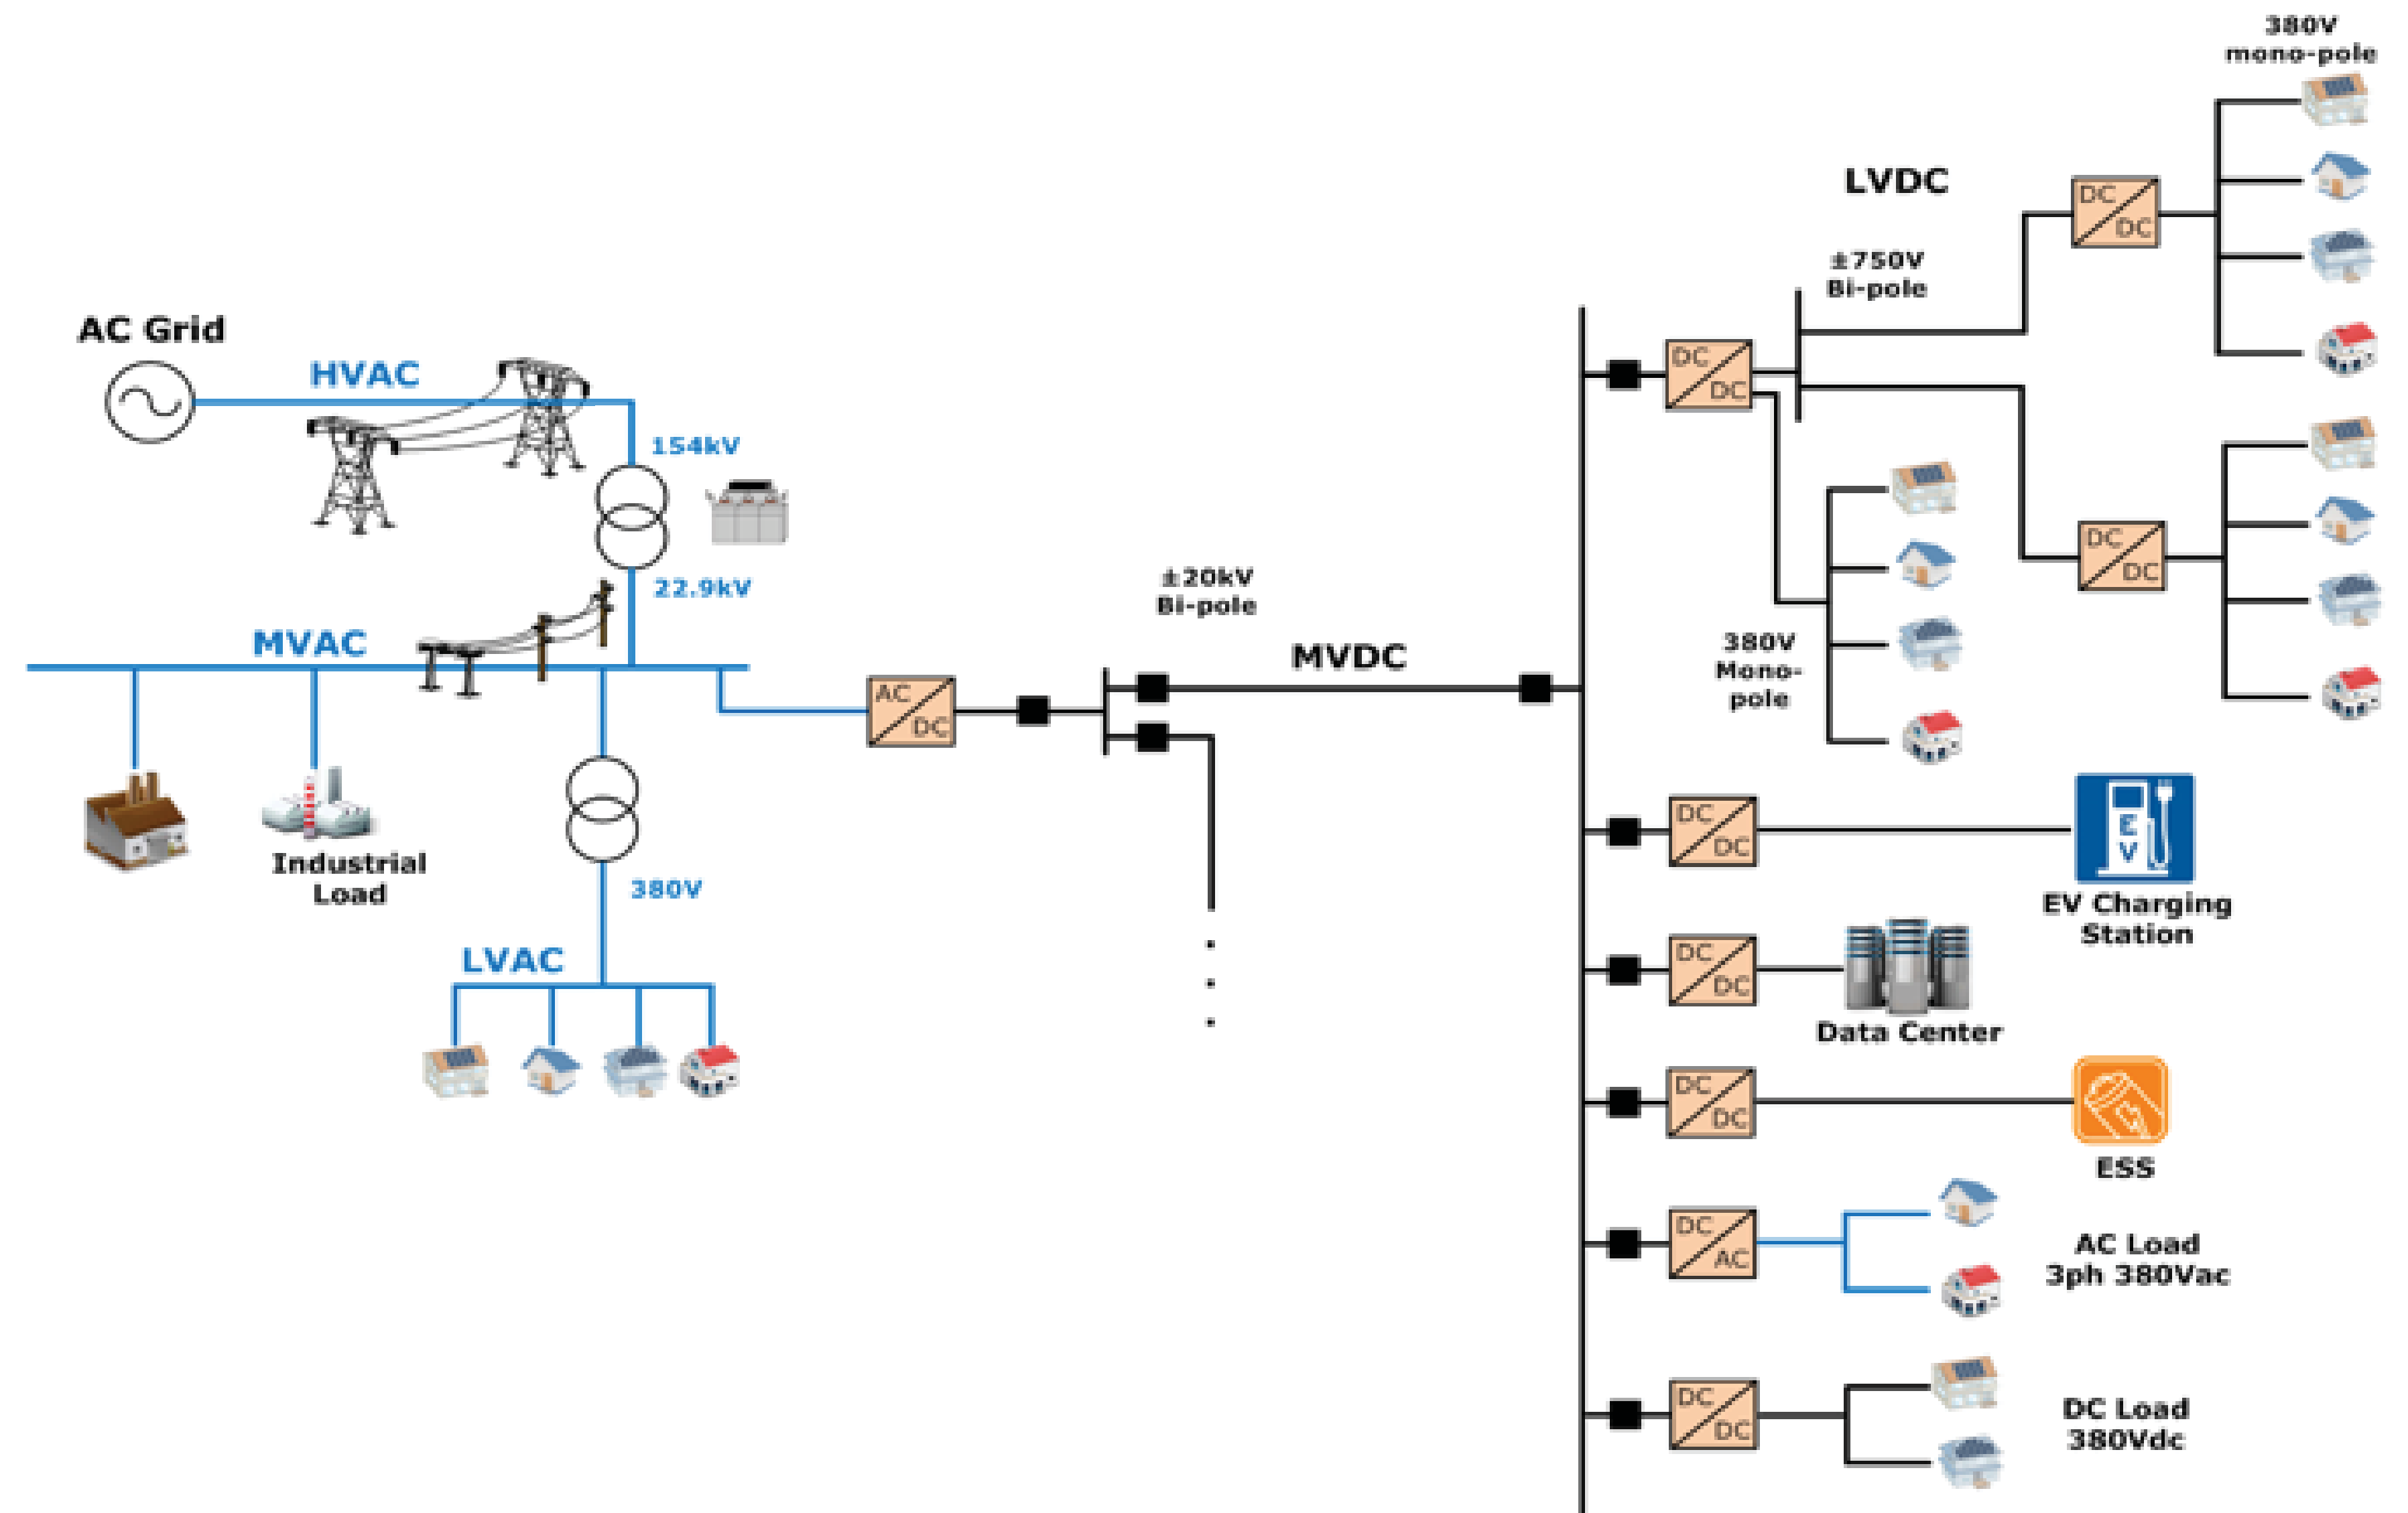 380V
mono-pole
LVDC
DC
DC
±750V
Bi-pole
AC Grid
HVAC
DC
DC
154kV
DC
DC
22.9kV
±20kV
Bi-pole
MVAC
MVDC
380V
Mono-
pole
AC
DC
DC
DC
E
V
Industrial
Load
380V
EV Charging
Station
LVAC
DC
DC
Data Center
DC
DC
ESS
DC
AC
AC Load
3ph 380Vac
DC
DC
DC Load
380Vdc